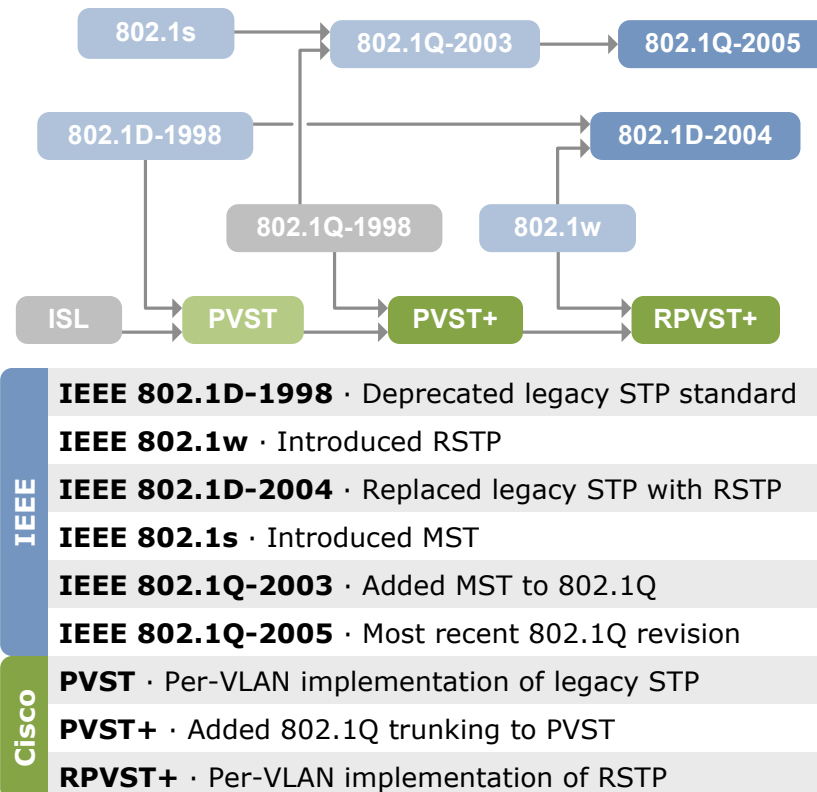 802.1s
802.1Q-2003
802.1Q-2005
802.1D-1998
802.1D-2004
802.1Q-1998
802.1w
ISL
PVST
PVST+
RPVST+
IEEE
IEEE 802.1D-1998 · Deprecated legacy STP standard
IEEE 802.1w · Introduced RSTP
IEEE 802.1D-2004 · Replaced legacy STP with RSTP
IEEE 802.1s · Introduced MST
IEEE 802.1Q-2003 · Added MST to 802.1Q
IEEE 802.1Q-2005 · Most recent 802.1Q revision
Cisco
PVST · Per-VLAN implementation of legacy STP
PVST+ · Added 802.1Q trunking to PVST
RPVST+ · Per-VLAN implementation of RSTP